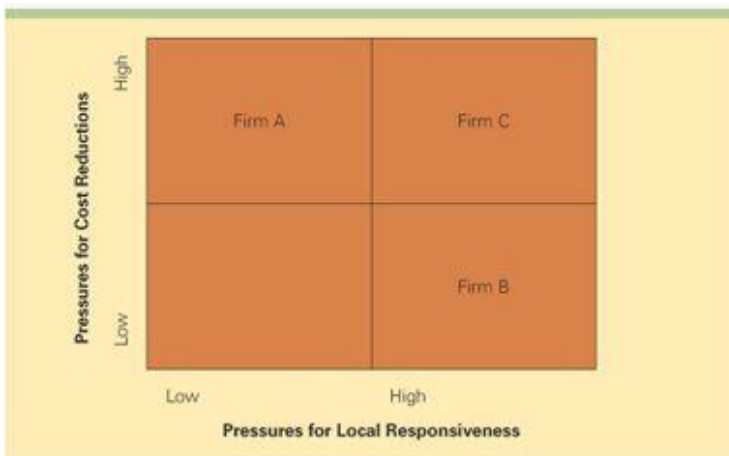 Pressures for Cost Reductions
High
Low
Firm A
Firm C
Firm B
Low
High
Pressures for Local Responsiveness